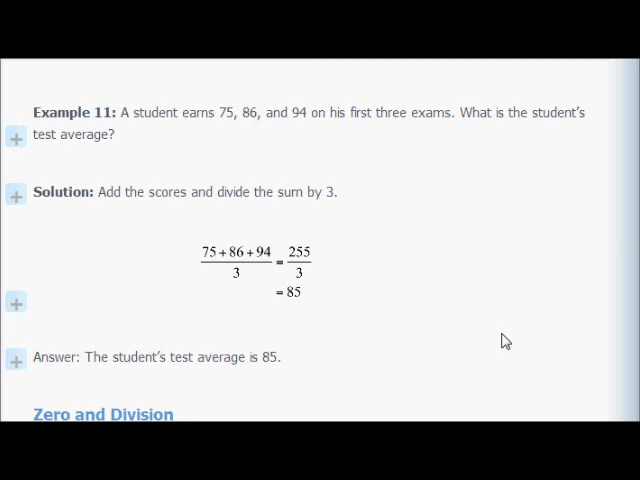 Example 11: A student earns 75, 86, and 94 on his first three exams. What is the student's
test average?
Solution: Add the scores and divide the sum by 3.
75+86+94 / 3 = 255 / 3
= 85
Answer: The student's test average is 85.
Zero and Division